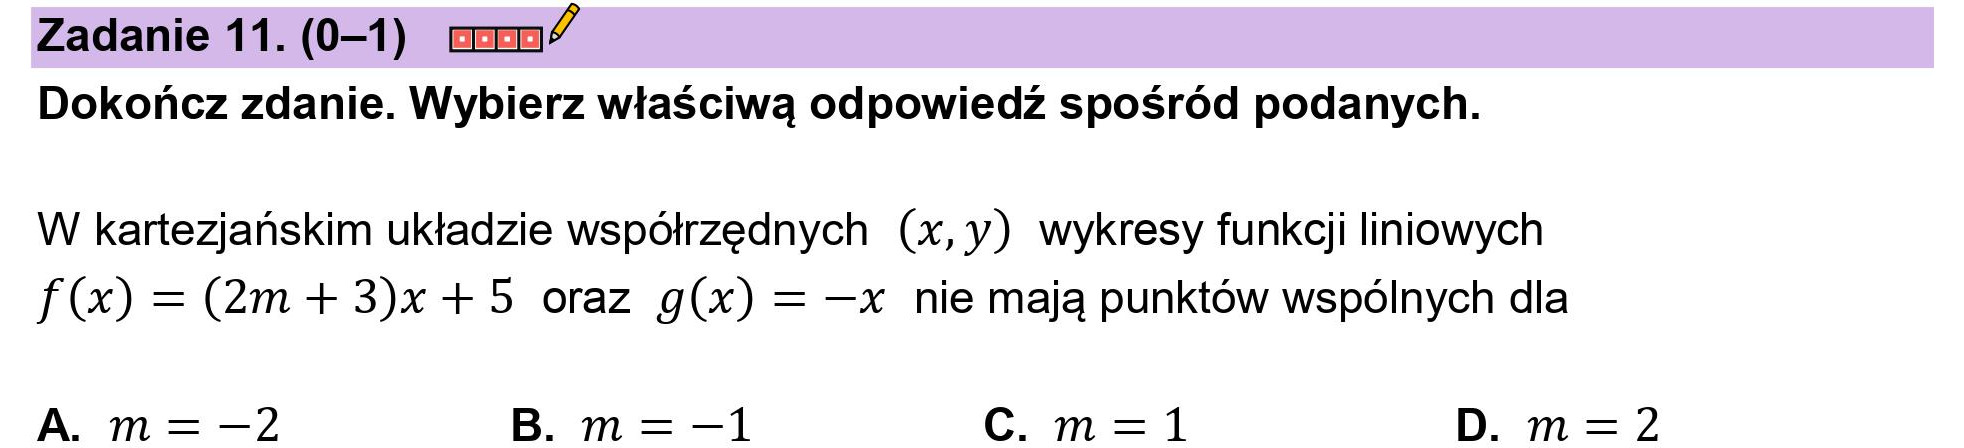 Zadanie 11. (0–1)
Dokończ zdanie. Wybierz właściwą odpowiedź spośród podanych.
W kartezjańskim układzie współrzędnych (x, y) wykresy funkcji liniowych
f(x) = (2m + 3)x + 5 oraz g(x) = −x nie mają punktów wspólnych dla
A. m = −2 B. m = −1 C. m = 1 D. m = 2